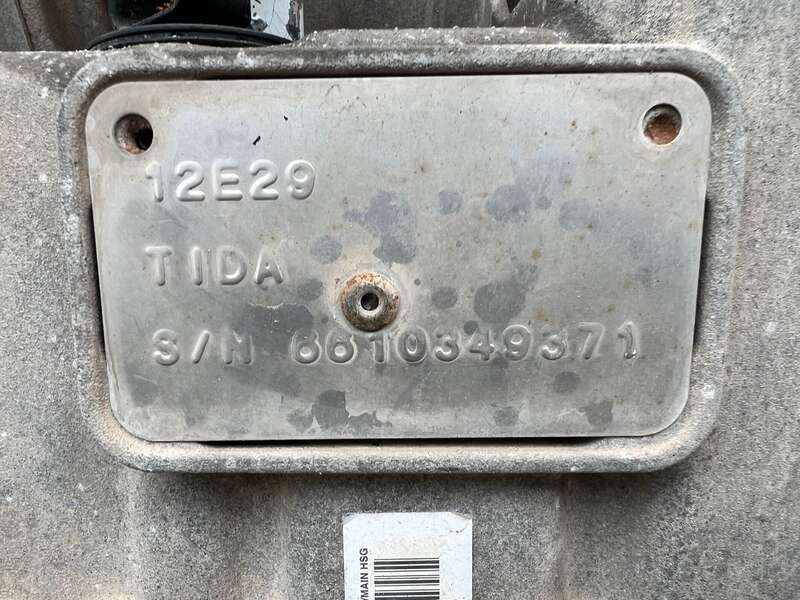 12E29
TIDA
S/N 6610349371
/MAIN HSG